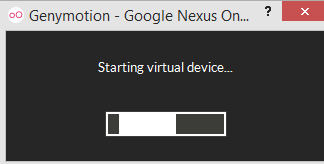 Genymotion - Google Nexus On...
?
Starting virtual device...